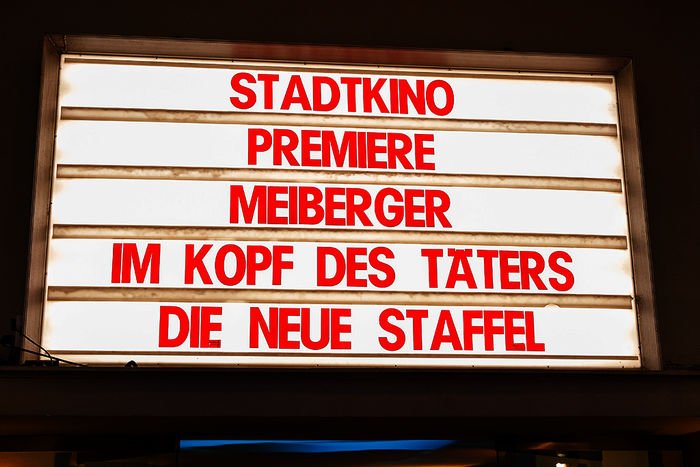 STADTKINO
PREMIERE
MEIBERGER
IM KOPF DES TÄTERS
DIE NEUE STAFFEL